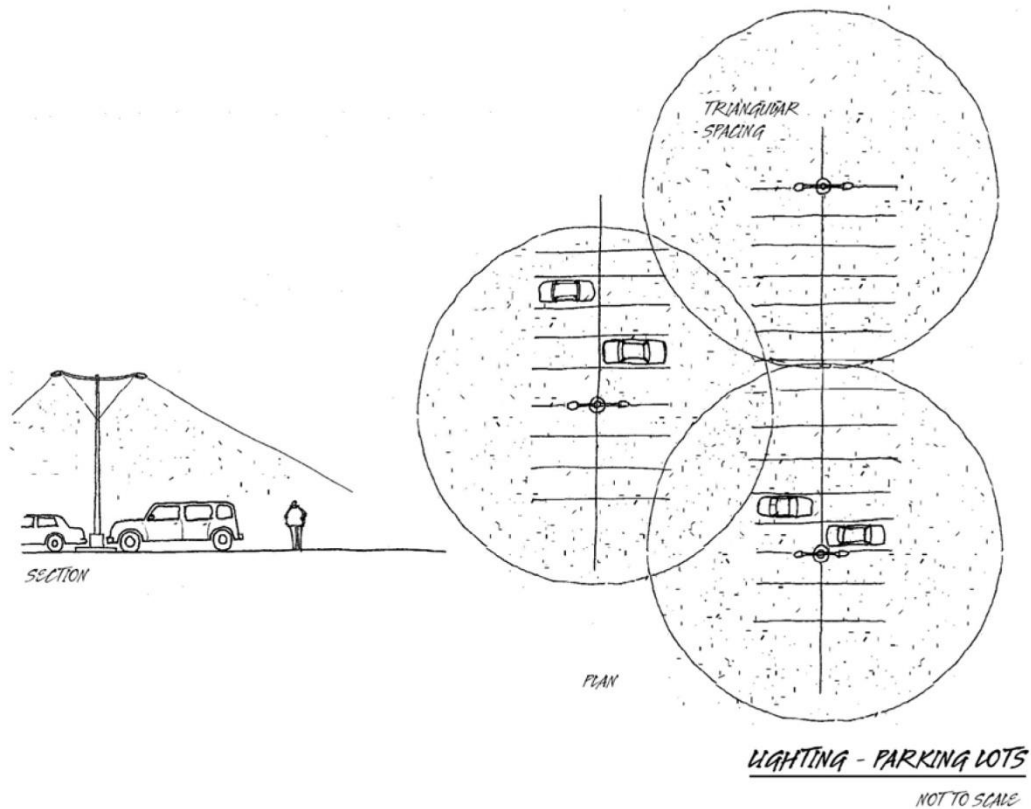 TRIANGULAR
SPACING
SECTION
PLAN
LIGHTING - PARKING LOTS
NOT TO SCALE